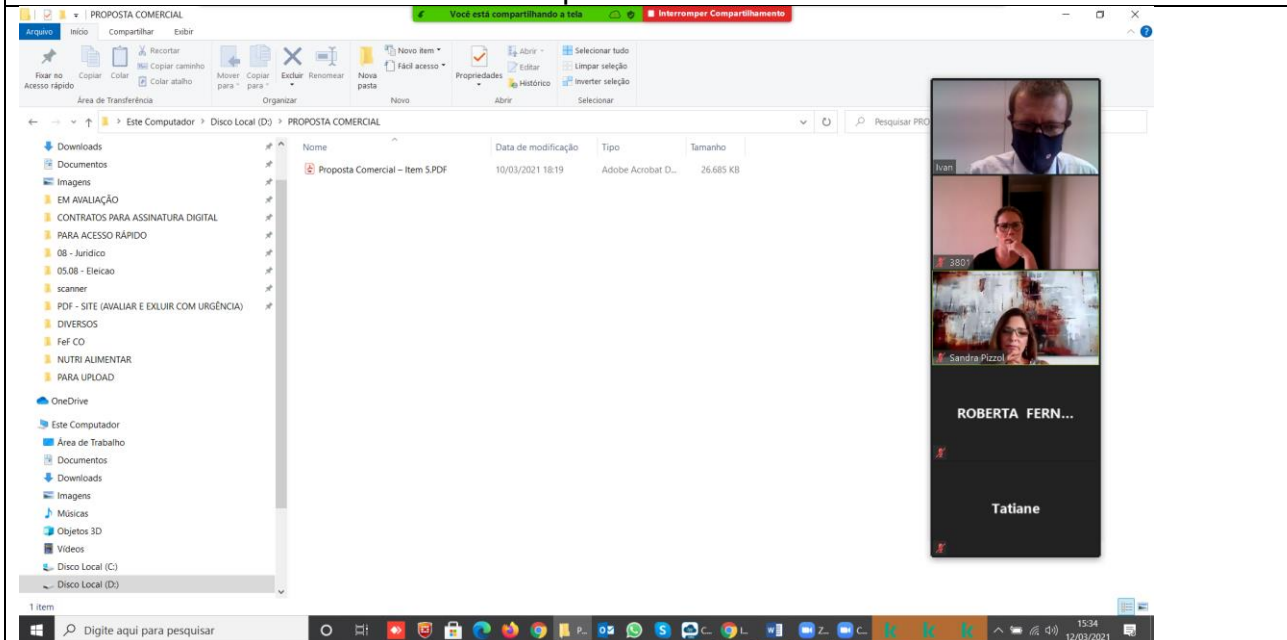 PROPOSTA COMERCIAL
Você está compartilhando a tela
Interromper Compartilhamento
Arquivo Início Compartilhar Exibir
Fixar no Acesso rápido
Copiar
Colar
Recortar
Copiar caminho
Colar atalho
Mover para
Copiar para
Excluir
Renomear
Nova pasta
Novo item
Fácil acesso
Propriedades
Abrir
Editar
Histórico
Selecionar tudo
Limpar seleção
Inverter seleção
Área de Transferência
Organizar
Novo
Abrir
Selecionar
Este Computador > Disco Local (D:) > PROPOSTA COMERCIAL
Pesquisar PRO
Nome Data de modificação Tipo Tamanho
Proposta Comercial – Item 5.PDF 10/03/2021 18:19 Adobe Acrobat D... 26.685 KB
Downloads
Documentos
Imagens
EM AVALIAÇÃO
CONTRATOS PARA ASSINATURA DIGITAL
PARA ACESSO RÁPIDO
08 - Juridico
05.08 - Eleicao
scanner
PDF - SITE (AVALIAR E EXLUIR COM URGÊNCIA)
DIVERSOS
FeF CO
NUTRI ALIMENTAR
PARA UPLOAD
OneDrive
Este Computador
Área de Trabalho
Documentos
Downloads
Imagens
Músicas
Objetos 3D
Vídeos
Disco Local (C:)
Disco Local (D:)
1 item
Ivan
3801
Sandra Pizzol
ROBERTA FERN...
Tatiane
Digite aqui para pesquisar
P...
C...
L...
Z...
C...
15:34
12/03/2021